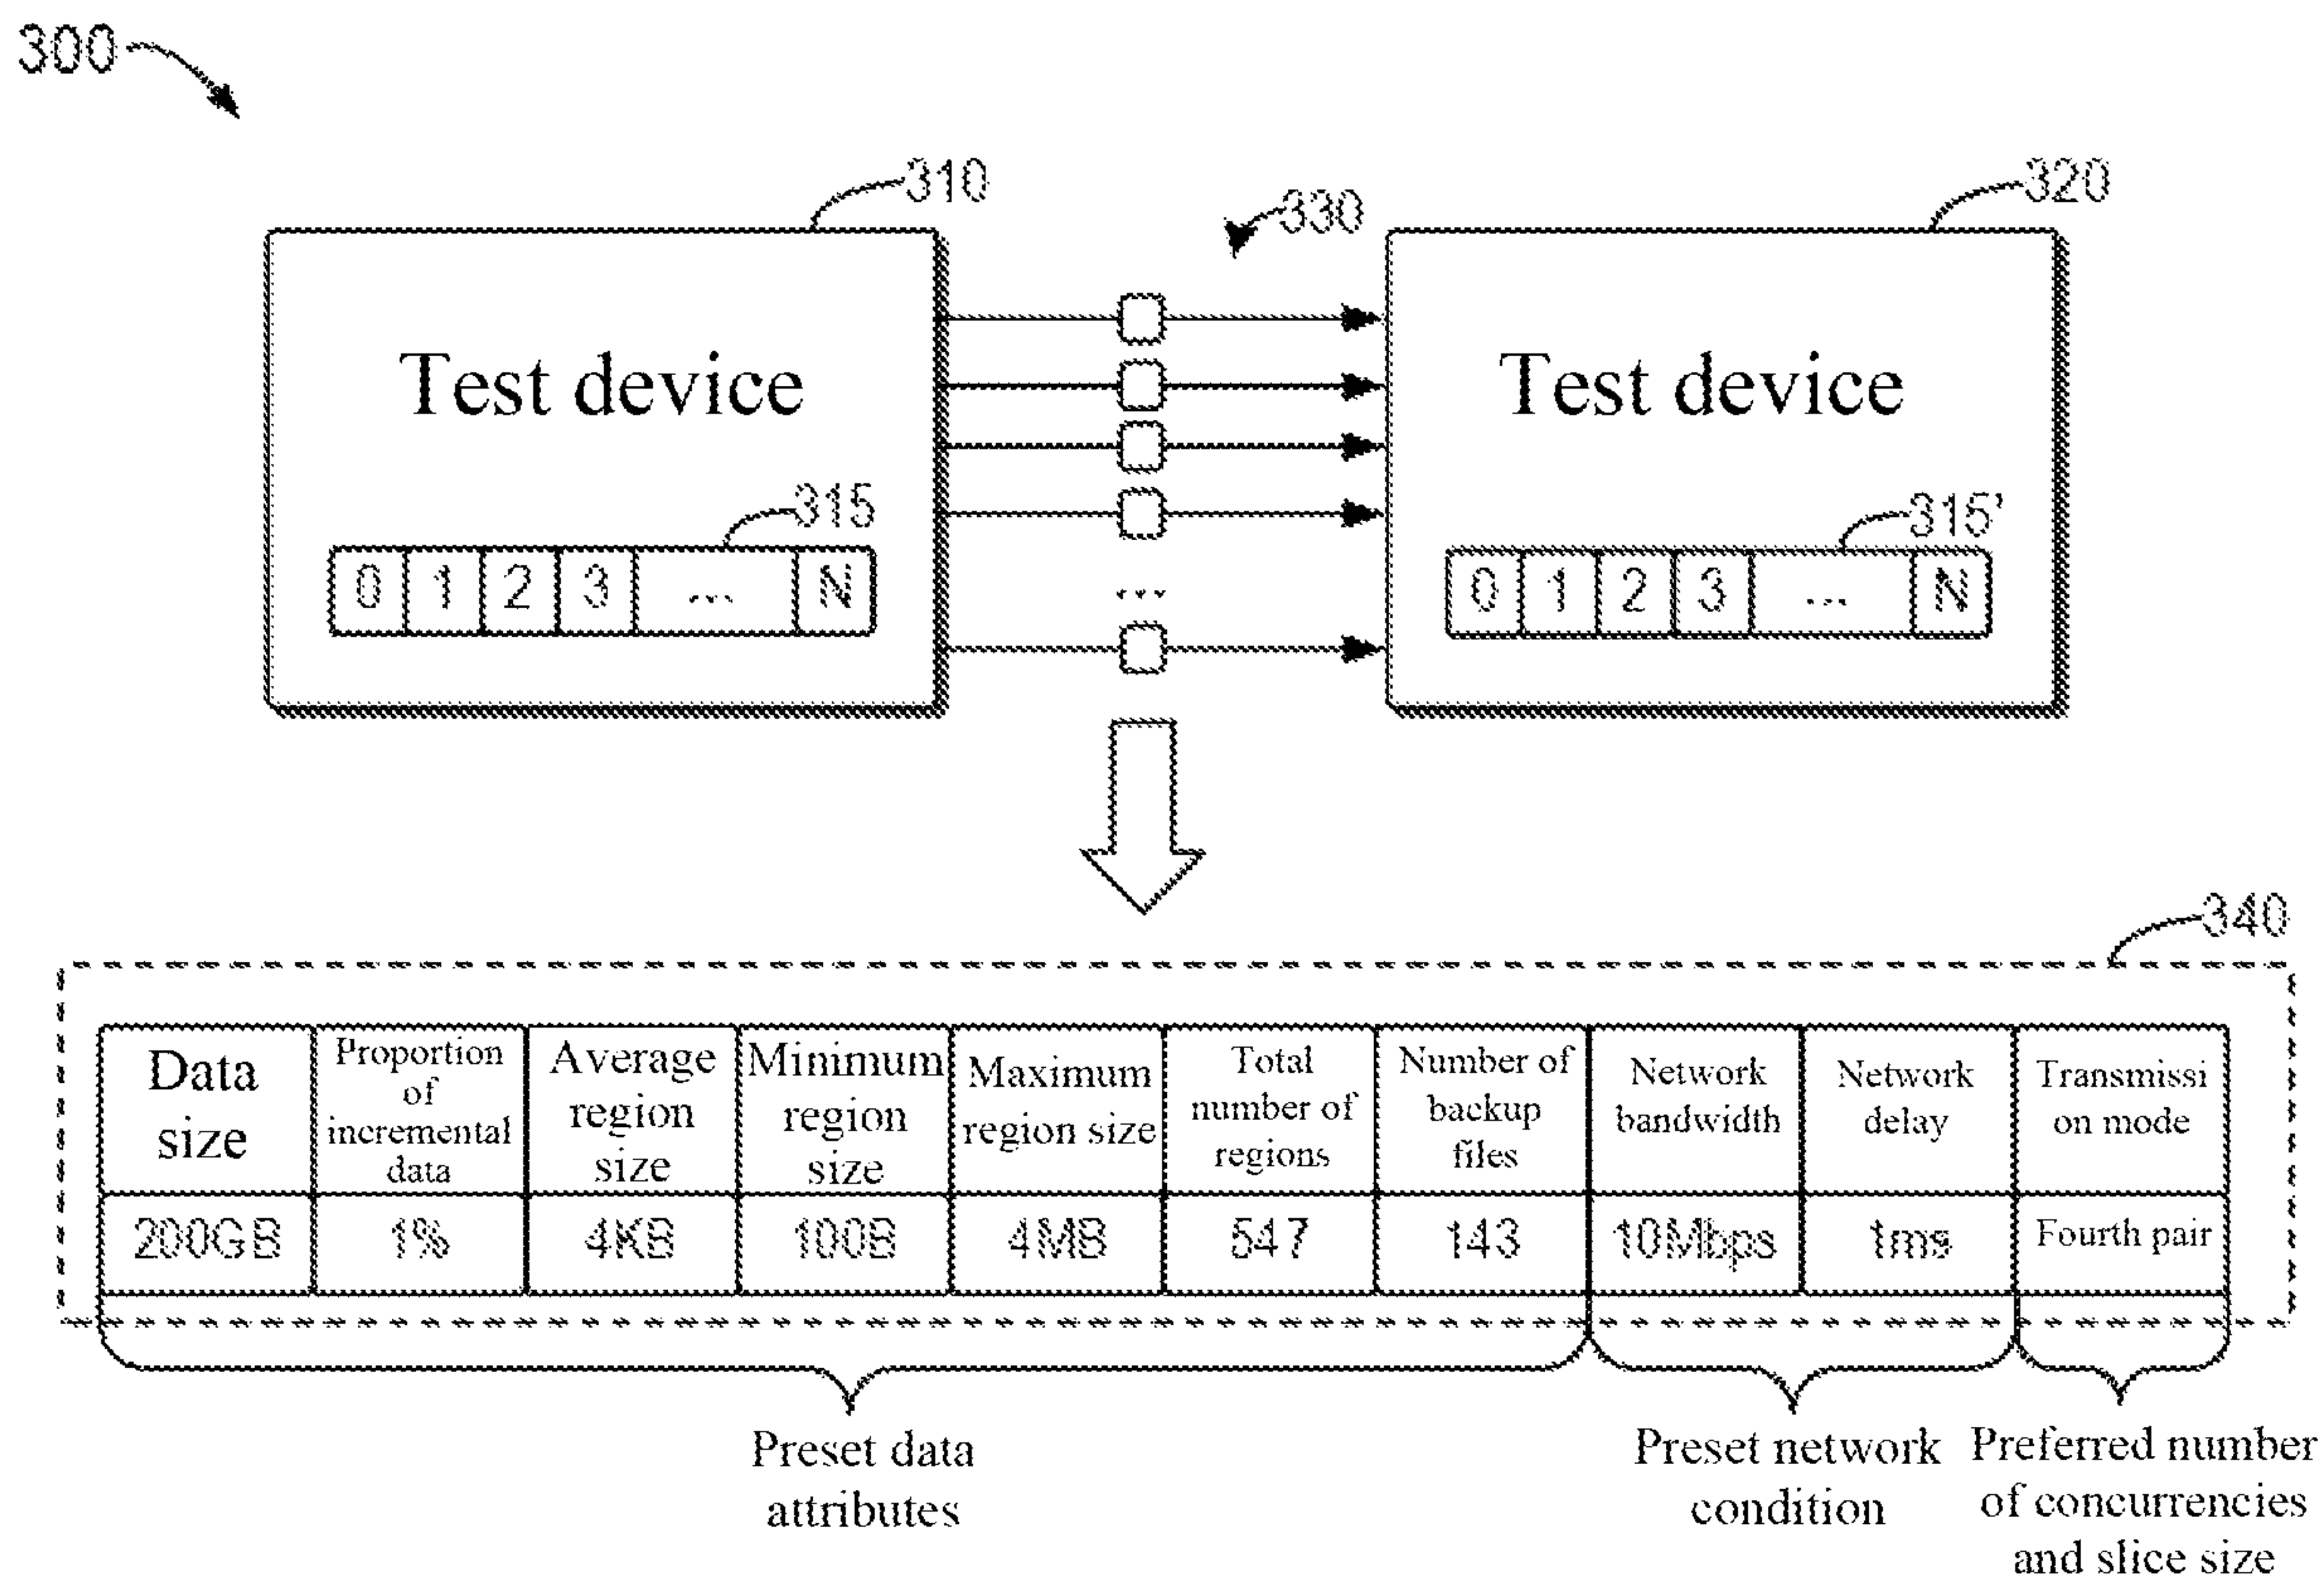 300
310
330
320
Test device
Test device
315
315'
0 1 2 3 ... N
...
0 1 2 3 ... N
340
Data
size
Proportion
of
incremental
data
Average
region
size
Minimum
region
size
Maximum
region size
Total
number of
regions
Number of
backup
files
Network
bandwidth
Network
delay
Transmissi
on mode
200GB
1%
4KB
100B
4MB
547
143
10Mbps
1ms
Fourth pair
Preset data
attributes
Preset network
condition
Preferred number
of concurrencies
and slice size